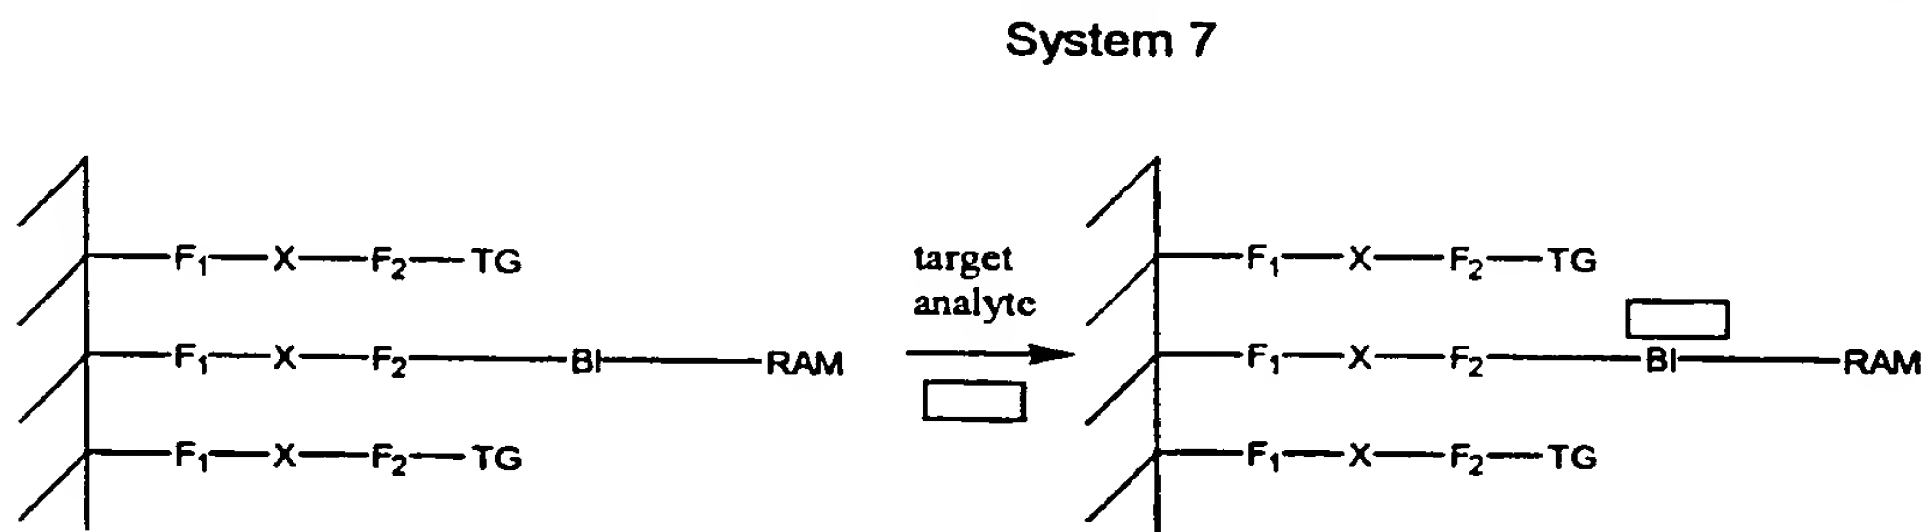 System 7
F₁—X—F₂—TG
F₁—X—F₂—BI—RAM
F₁—X—F₂—TG
target
analyte
F₁—X—F₂—TG
F₁—X—F₂—BI—RAM
F₁—X—F₂—TG